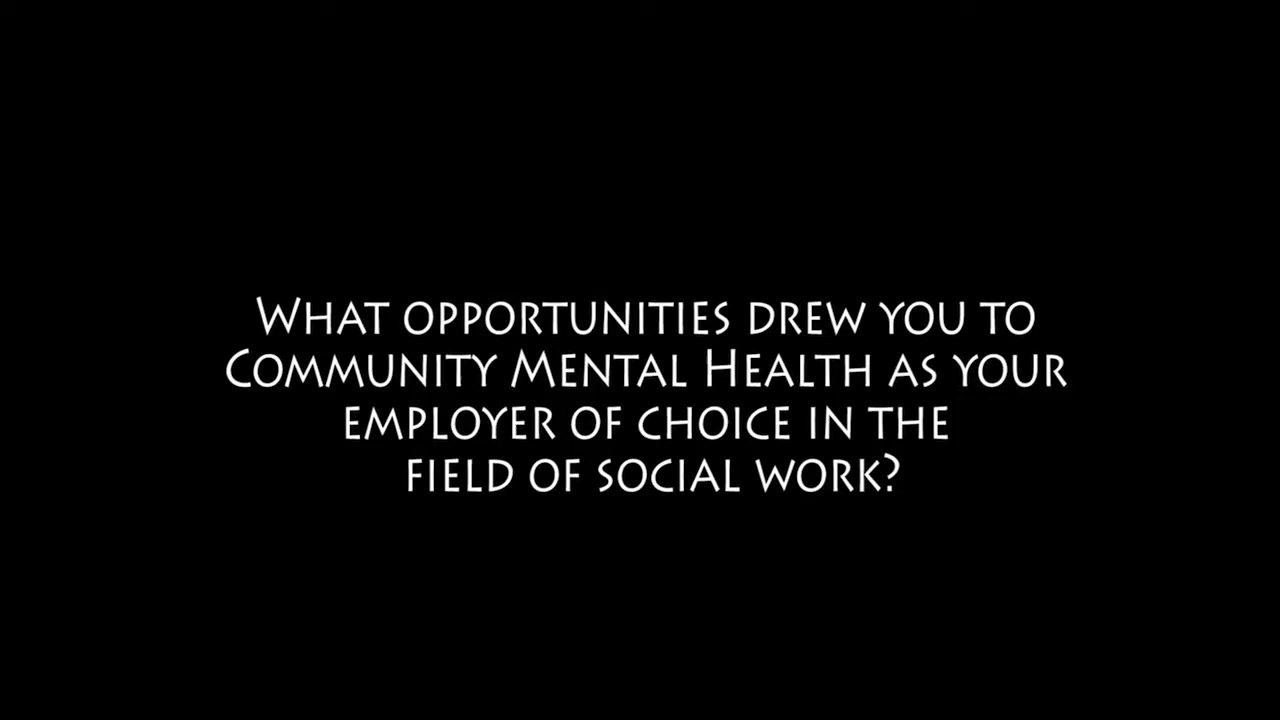 What opportunities drew you to
Community Mental Health as your
employer of choice in the
field of social work?